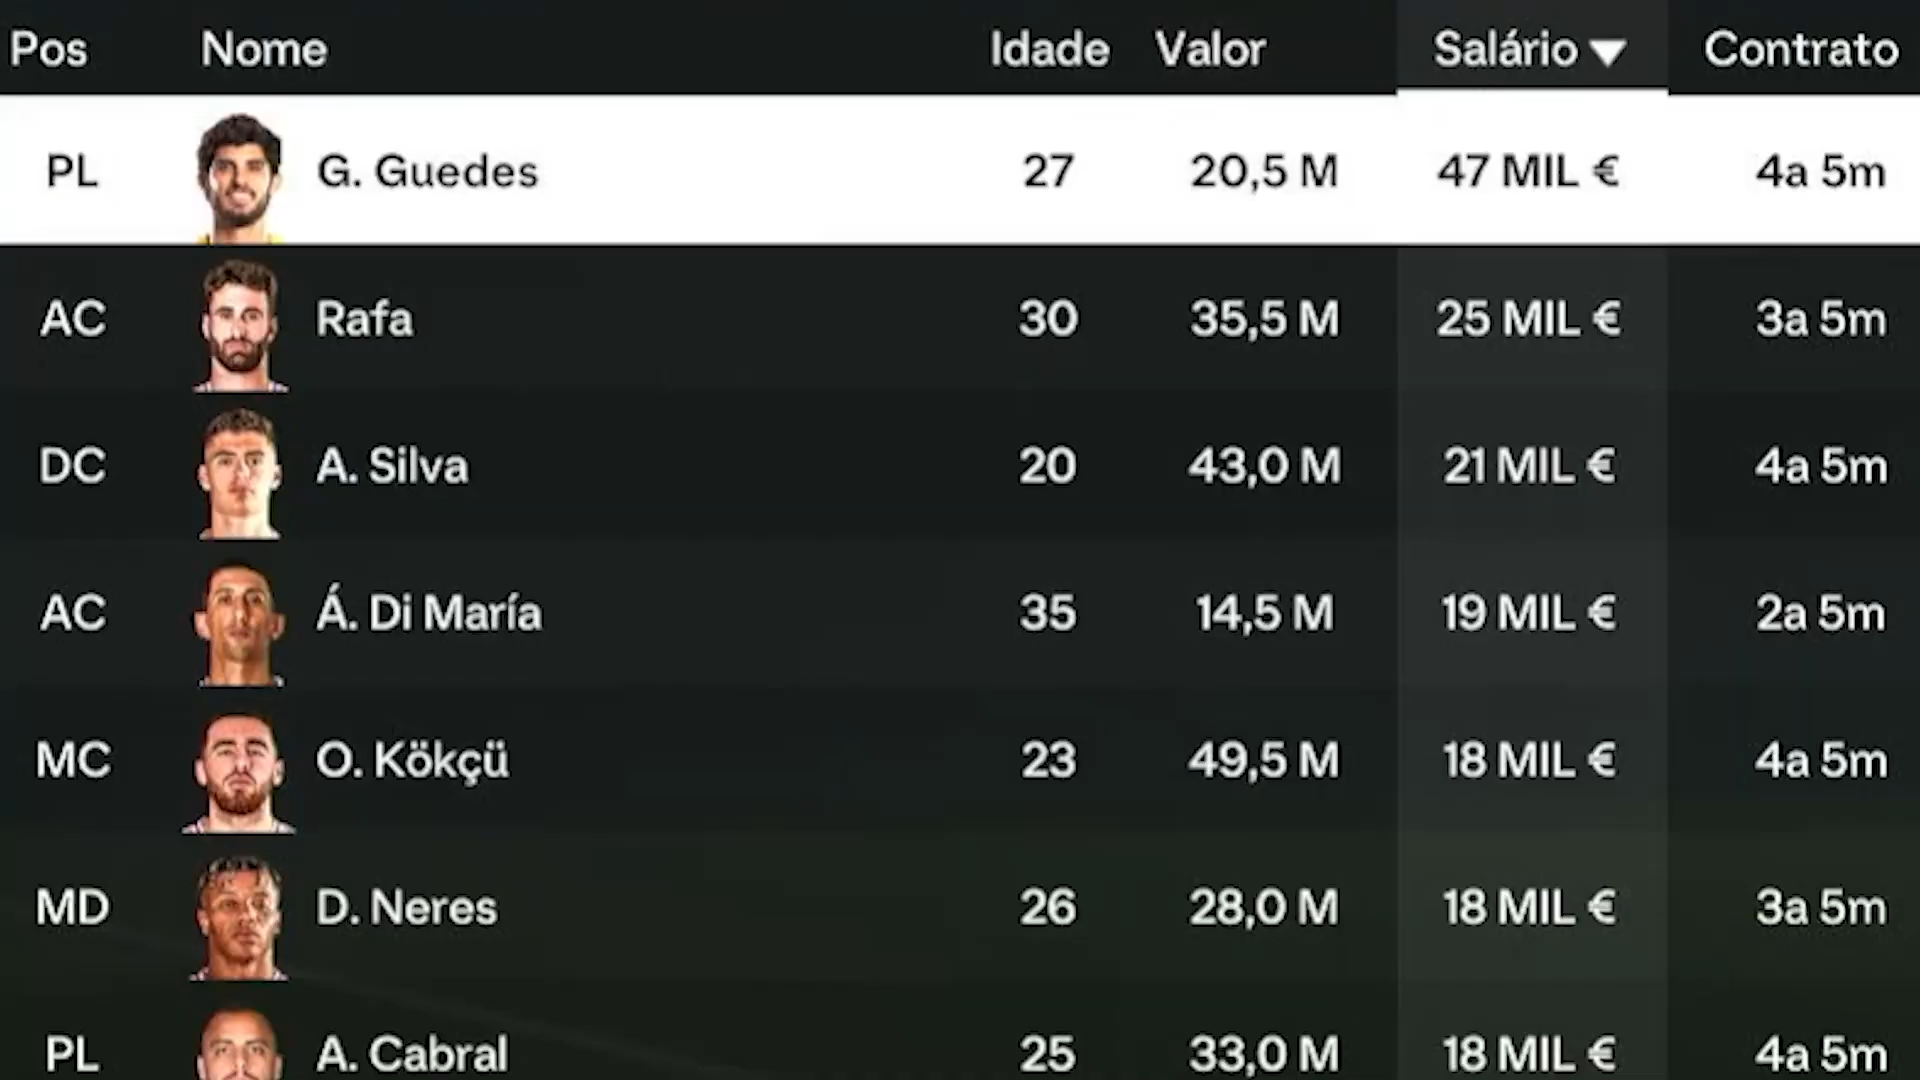 Pos Nome Idade Valor Salário Contrato
PL G. Guedes 27 20,5 M 47 MIL € 4a 5m
AC Rafa 30 35,5 M 25 MIL € 3a 5m
DC A. Silva 20 43,0 M 21 MIL € 4a 5m
AC Á. Di María 35 14,5 M 19 MIL € 2a 5m
MC O. Kökçü 23 49,5 M 18 MIL € 4a 5m
MD D. Neres 26 28,0 M 18 MIL € 3a 5m
PL A. Cabral 25 33,0 M 18 MIL € 4a 5m